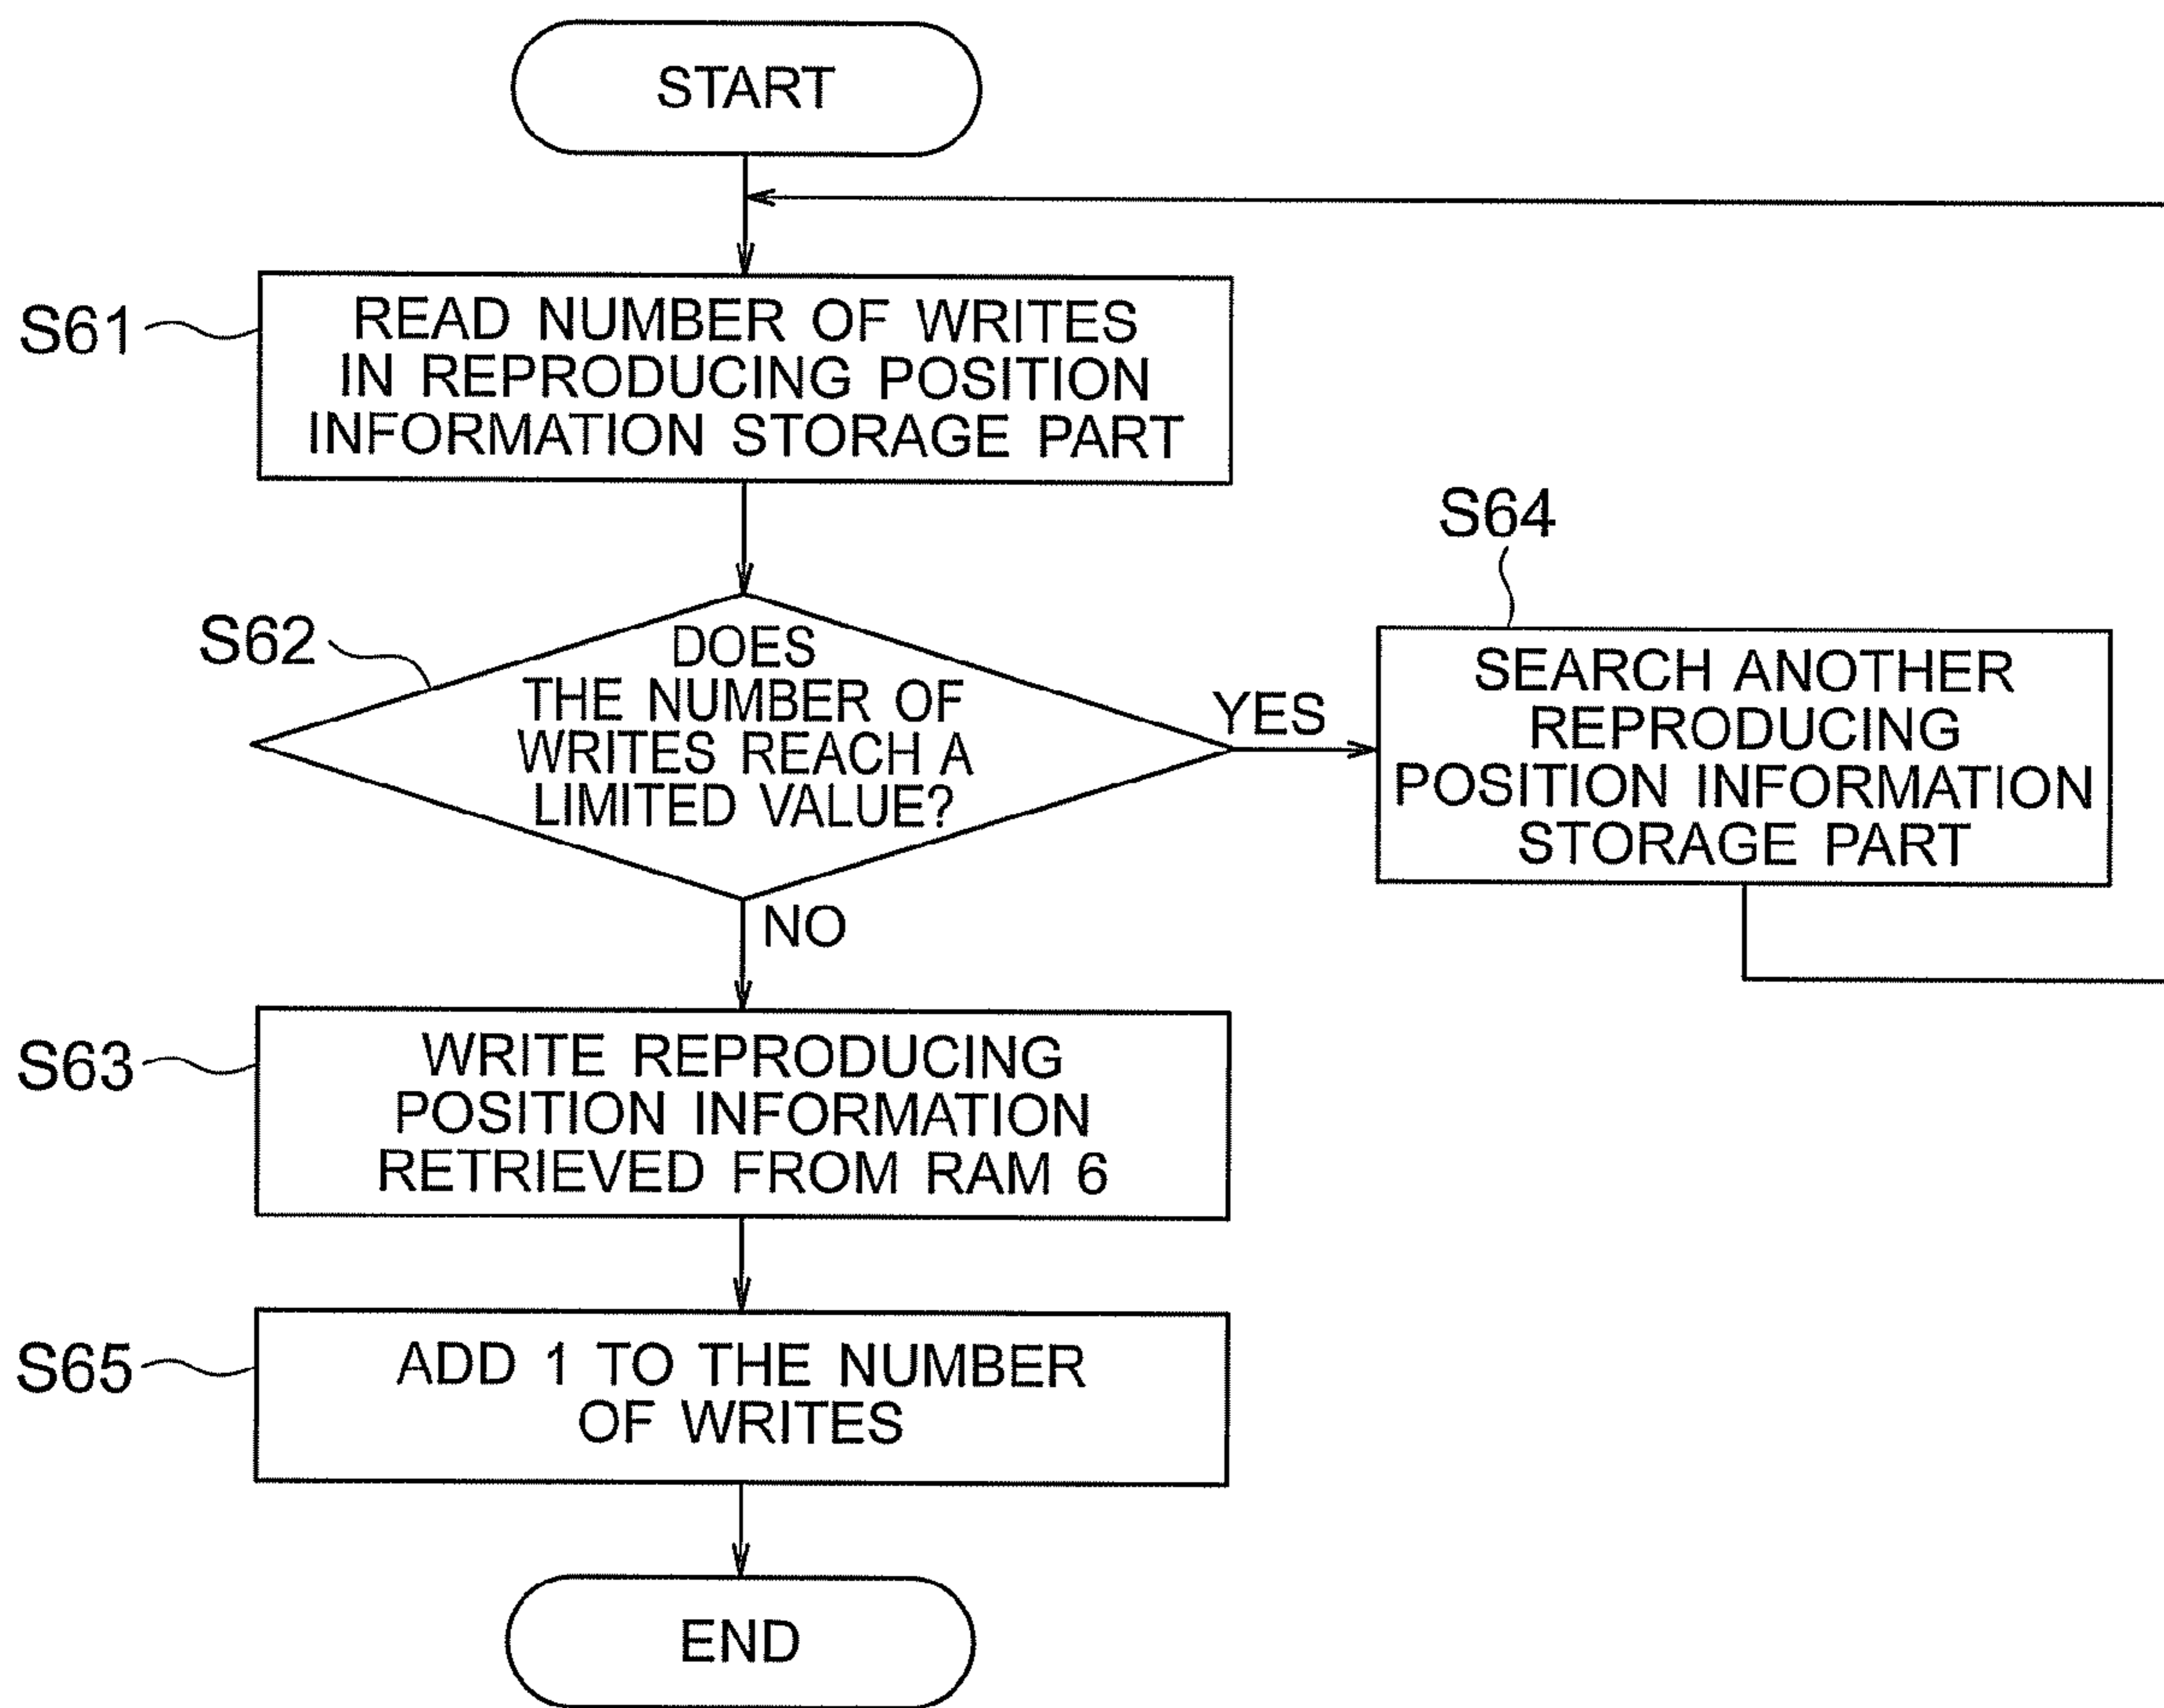 START
S61
READ NUMBER OF WRITES
IN REPRODUCING POSITION
INFORMATION STORAGE PART
S62
DOES
THE NUMBER OF
WRITES REACH A
LIMITED VALUE?
YES
S64
SEARCH ANOTHER
REPRODUCING
POSITION INFORMATION
STORAGE PART
NO
S63
WRITE REPRODUCING
POSITION INFORMATION
RETRIEVED FROM RAM 6
S65
ADD 1 TO THE NUMBER
OF WRITES
END